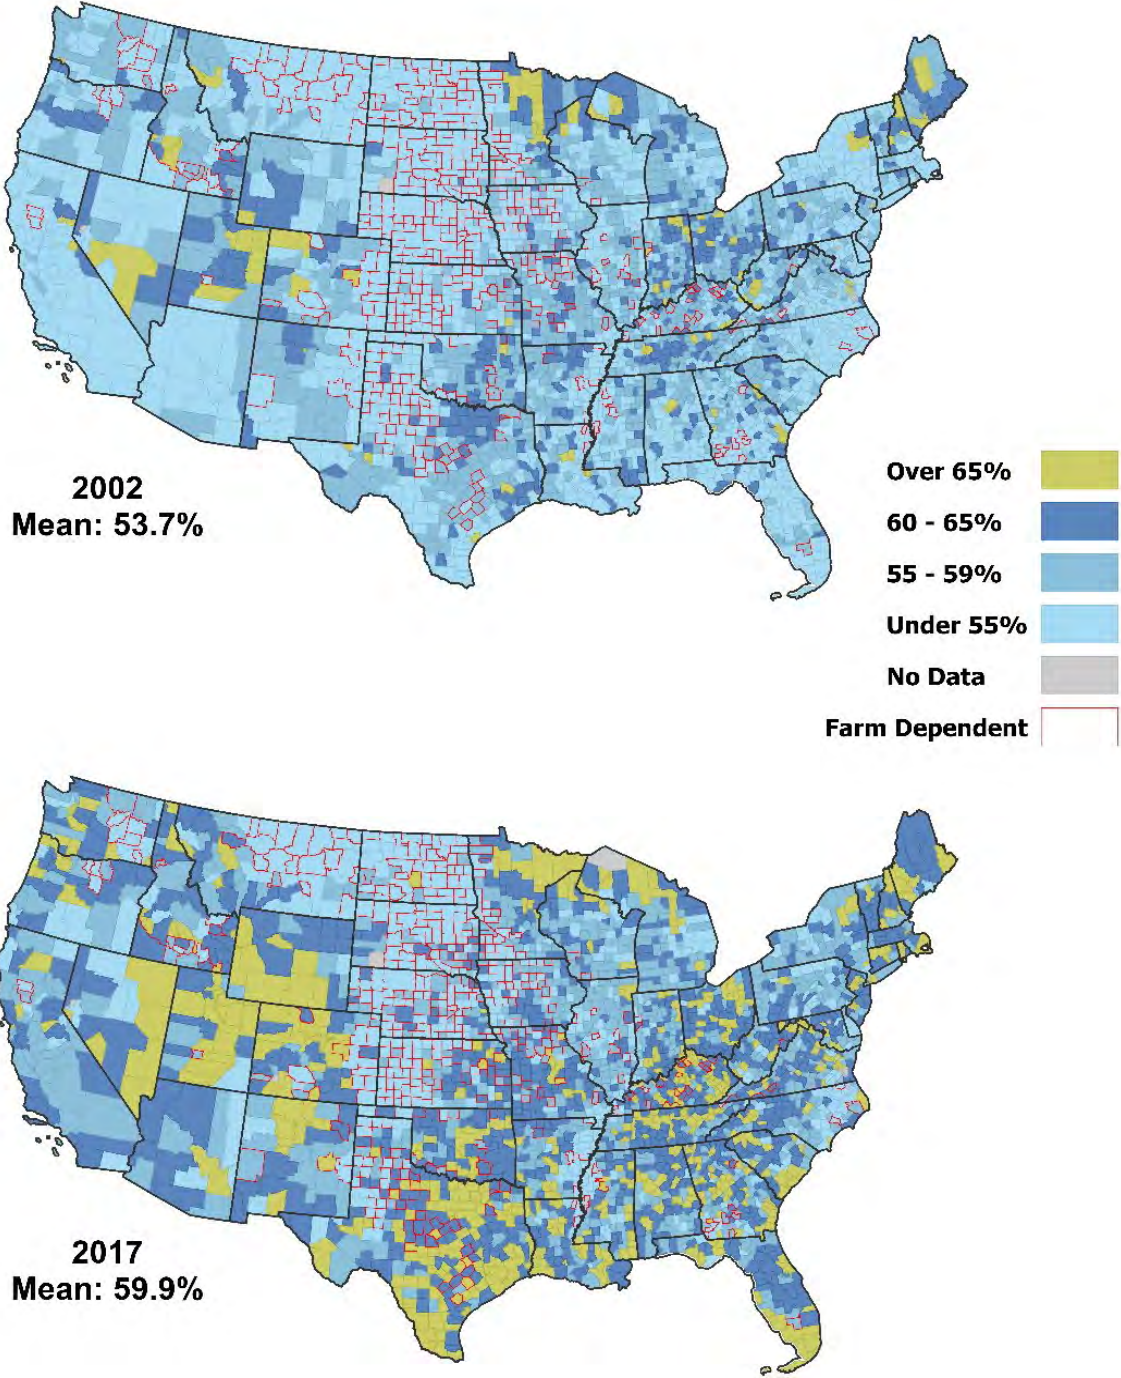 2002
Mean: 53.7%
Over 65%
60 - 65%
55 - 59%
Under 55%
No Data
Farm Dependent
2017
Mean: 59.9%